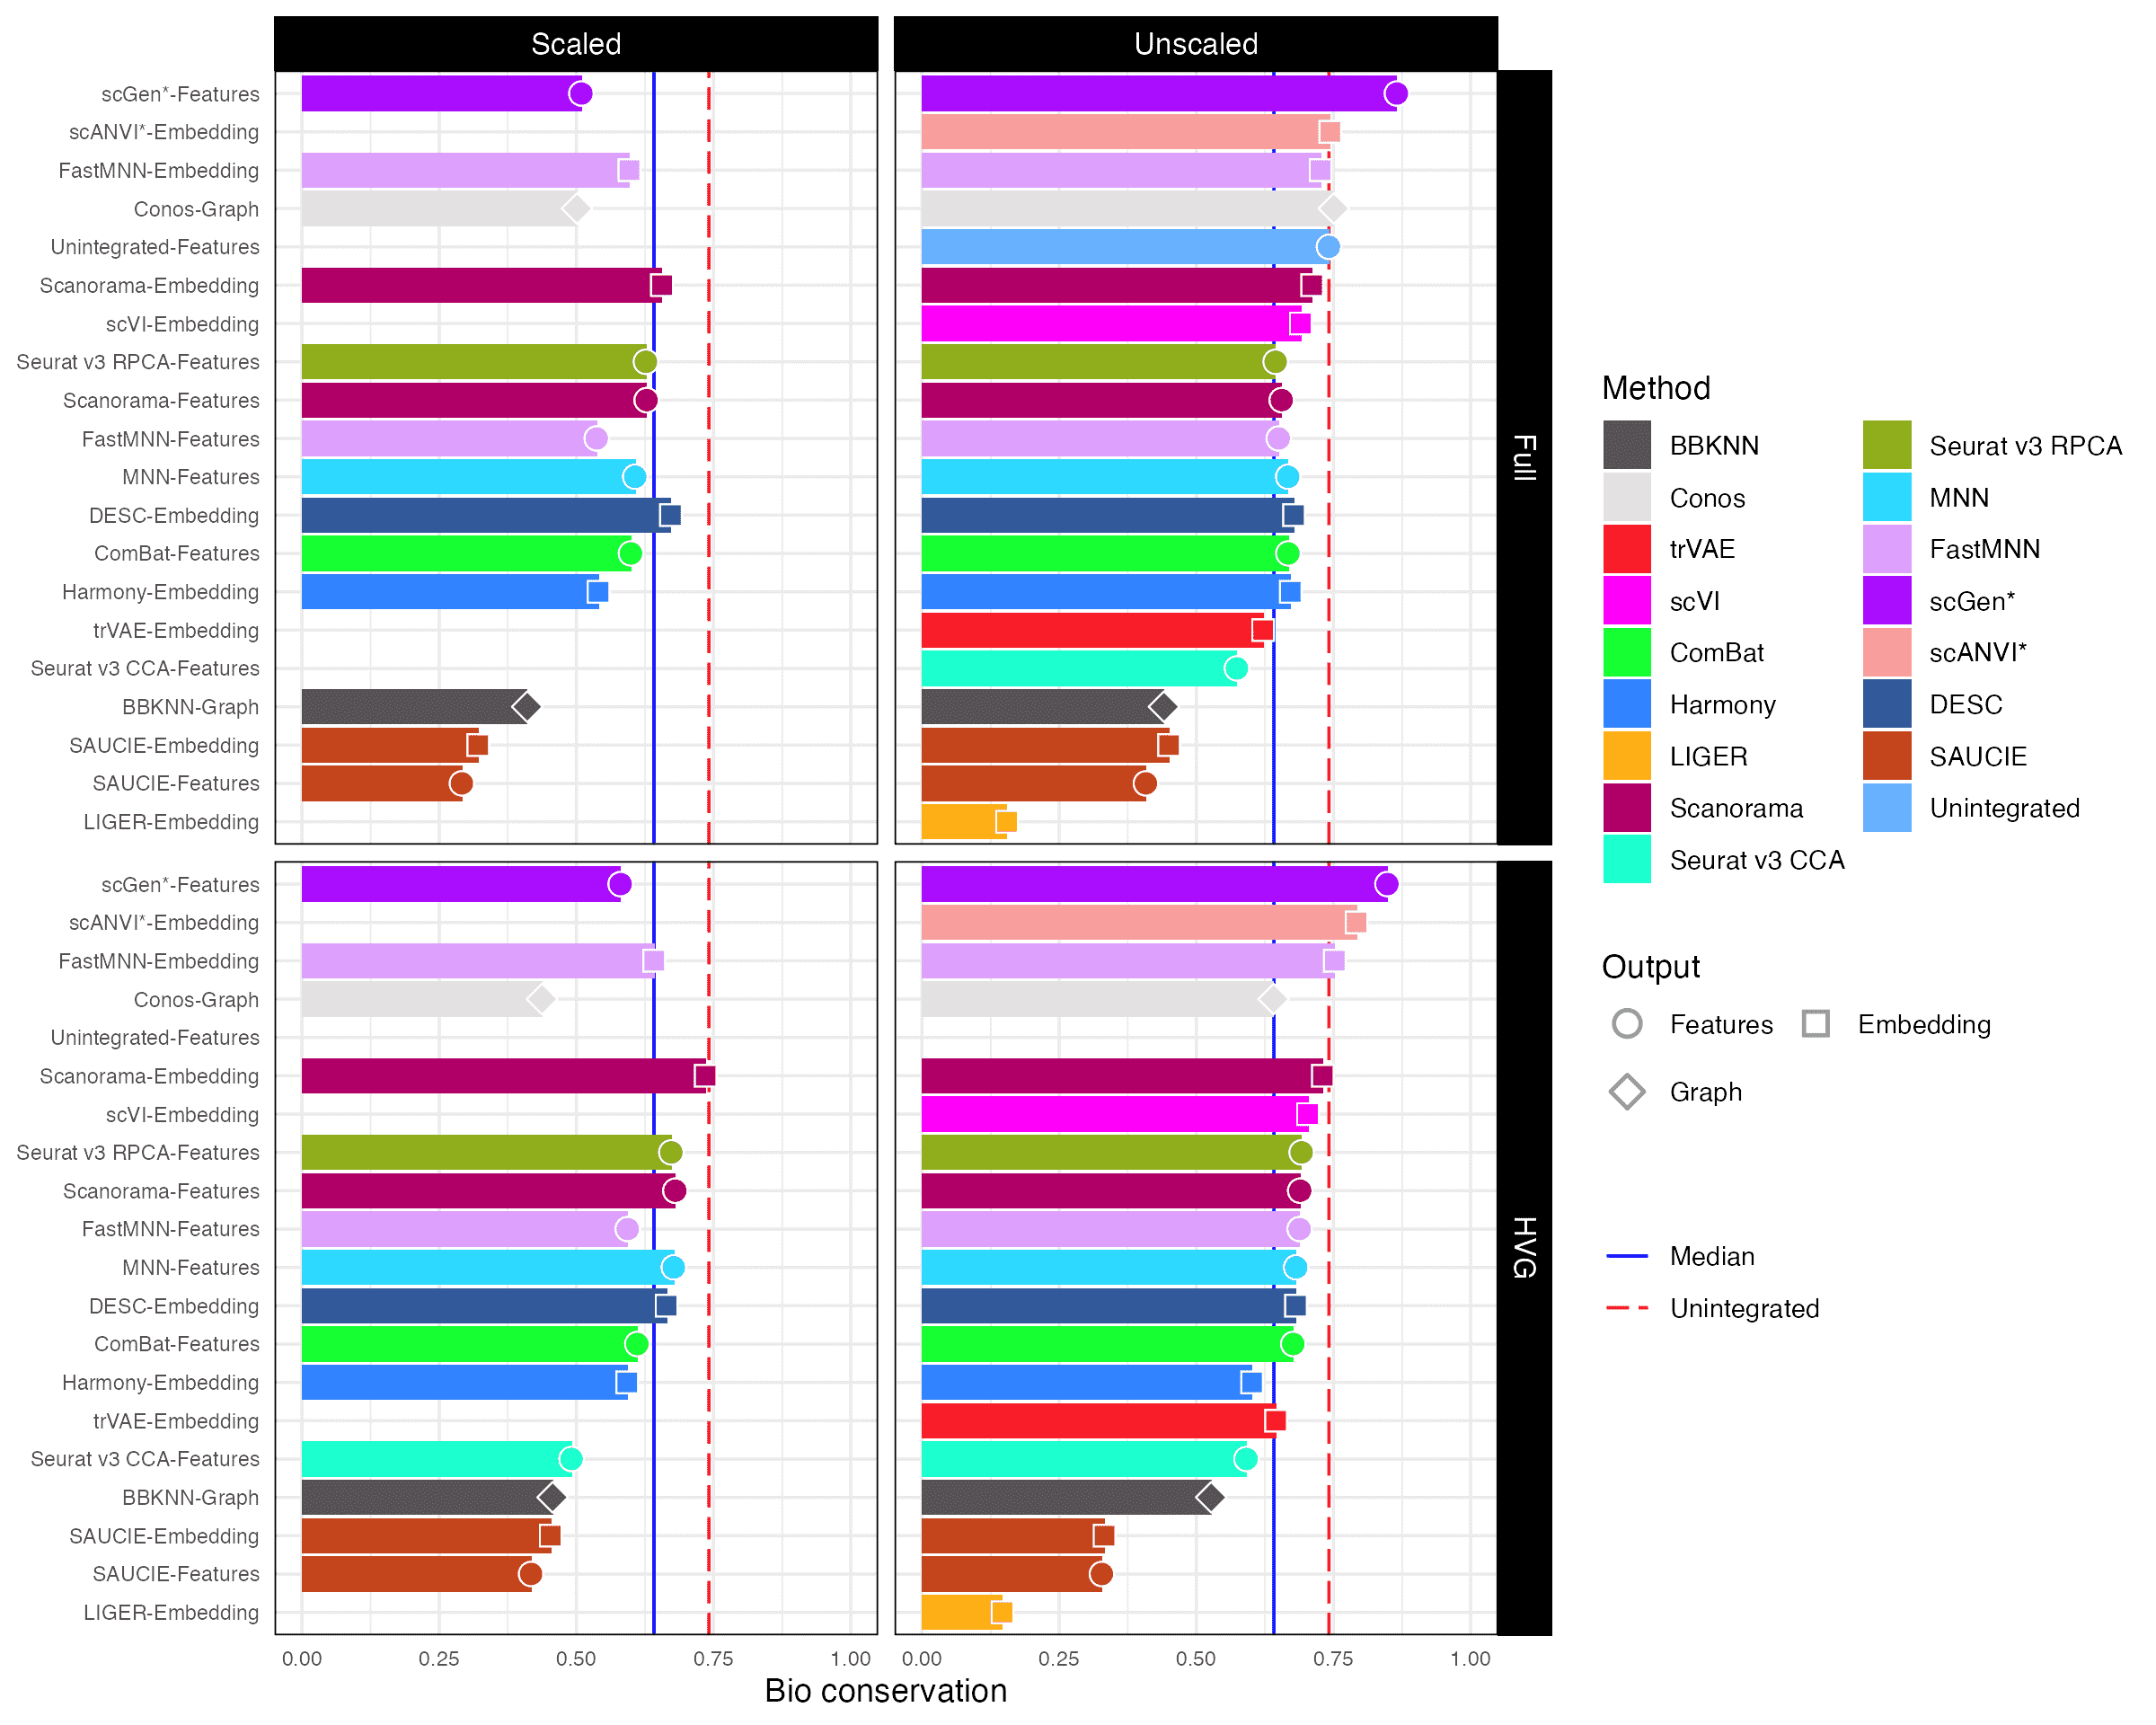 Scaled
Unscaled
scGen*-Features
scANVI*-Embedding
FastMNN-Embedding
Conos-Graph
Unintegrated-Features
Scanorama-Embedding
scVI-Embedding
Seurat v3 RPCA-Features
Scanorama-Features
FastMNN-Features
MNN-Features
DESC-Embedding
ComBat-Features
Harmony-Embedding
trVAE-Embedding
Seurat v3 CCA-Features
BBKNN-Graph
SAUCIE-Embedding
SAUCIE-Features
LIGER-Embedding
Full
scGen*-Features
scANVI*-Embedding
FastMNN-Embedding
Conos-Graph
Unintegrated-Features
Scanorama-Embedding
scVI-Embedding
Seurat v3 RPCA-Features
Scanorama-Features
FastMNN-Features
MNN-Features
DESC-Embedding
ComBat-Features
Harmony-Embedding
trVAE-Embedding
Seurat v3 CCA-Features
BBKNN-Graph
SAUCIE-Embedding
SAUCIE-Features
LIGER-Embedding
HVG
0.00 0.25 0.50 0.75 1.00
0.00 0.25 0.50 0.75 1.00
Bio conservation
Method
BBKNN
Conos
trVAE
scVI
ComBat
Harmony
LIGER
Scanorama
Seurat v3 CCA
Seurat v3 RPCA
MNN
FastMNN
scGen*
scANVI*
DESC
SAUCIE
Unintegrated
Output
Features
Embedding
Graph
Median
Unintegrated